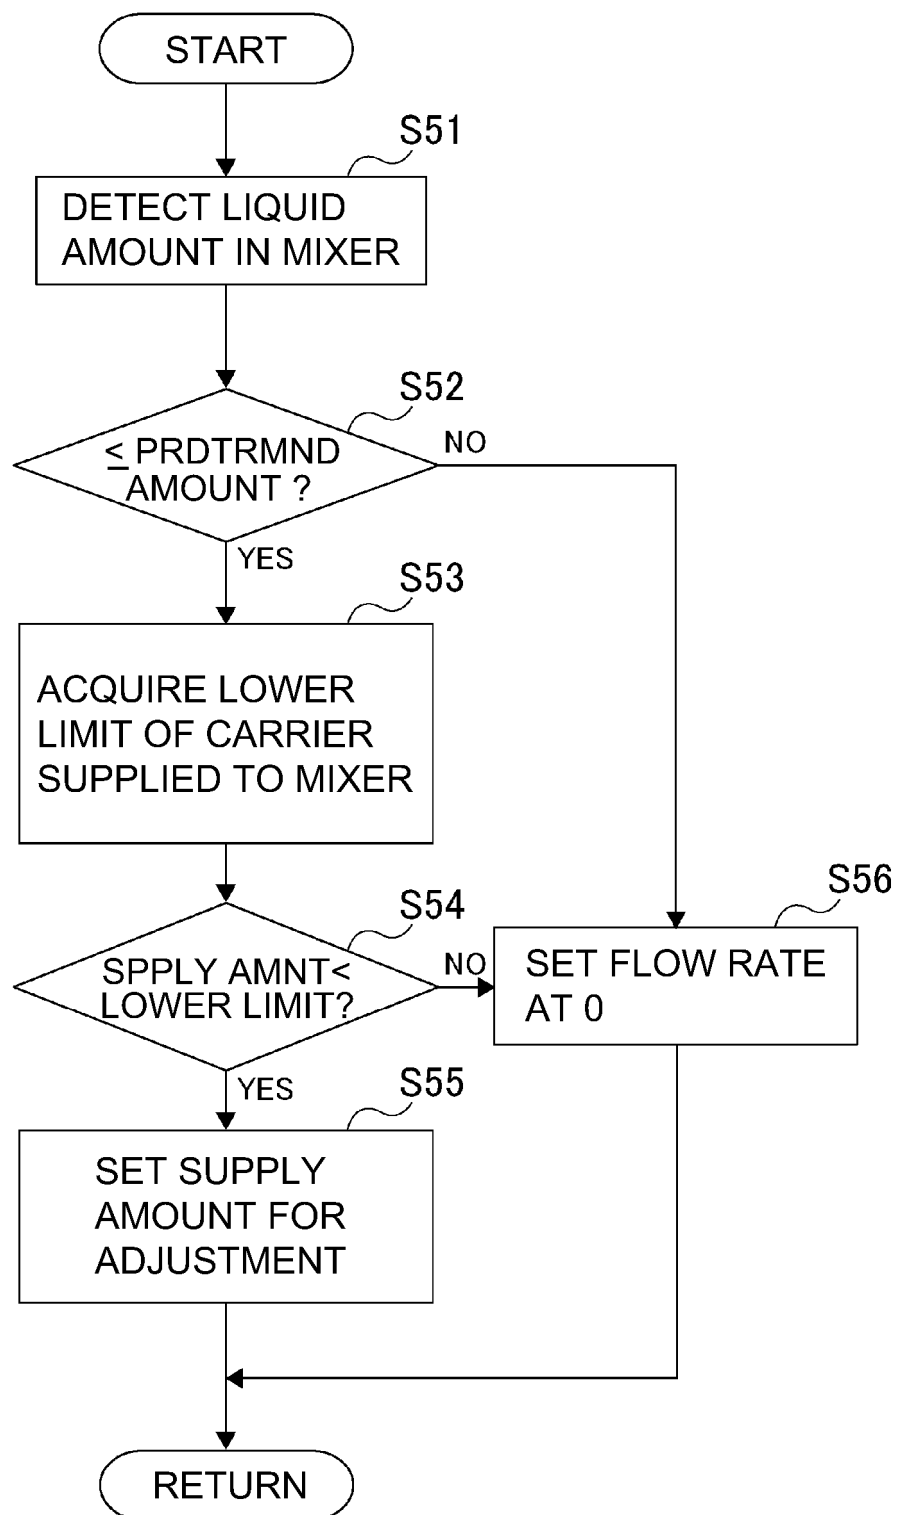 START
S51
DETECT LIQUID
AMOUNT IN MIXER
S52
≤ PRDTRMND
AMOUNT ?
NO
YES
S53
ACQUIRE LOWER
LIMIT OF CARRIER
SUPPLIED TO MIXER
S54
SPPLY AMNT<
LOWER LIMIT?
NO
YES
S56
SET FLOW RATE
AT 0
S55
SET SUPPLY
AMOUNT FOR
ADJUSTMENT
RETURN